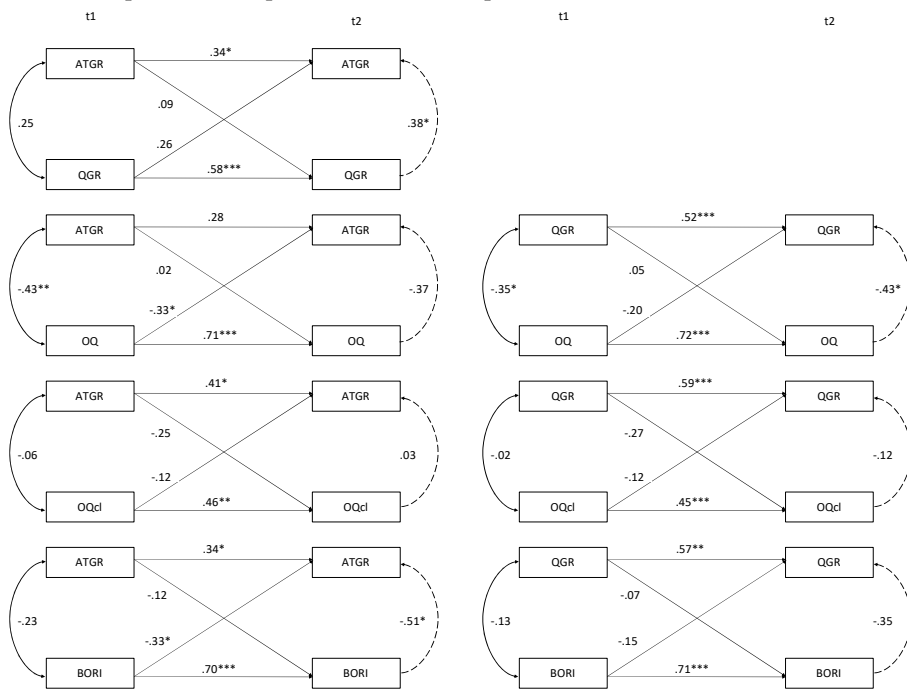 t1
t2
t1
t2
ATGR
.34*
ATGR
.25
.09
.26
.38*
QGR
.58***
QGR
ATGR
.28
ATGR
-.43**
.02
-.33*
-.37
OQ
.71***
OQ
QGR
.52***
QGR
-.35*
.05
-.20
-.43*
OQ
.72***
OQ
ATGR
.41*
ATGR
-.06
-.25
-.12
.03
OQcl
.46**
OQcl
QGR
.59***
QGR
-.02
-.27
-.12
-.12
OQcl
.45***
OQcl
ATGR
.34*
ATGR
-.23
-.12
-.33*
-.51*
BORI
.70***
BORI
QGR
.57**
QGR
-.13
-.07
-.15
-.35
BORI
.71***
BORI